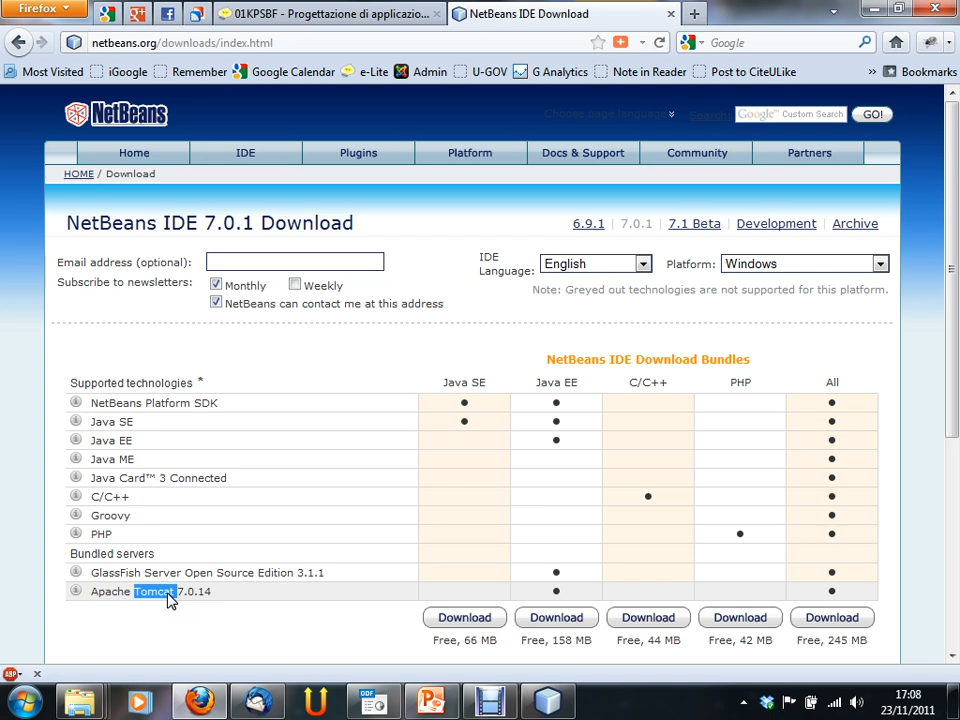 Firefox
01KPSBF - Progettazione di applicazio...
NetBeans IDE Download
netbeans.org/downloads/index.html
Google
Most Visited
iGoogle
Remember
Google Calendar
e-Lite
Admin
U-GOV
G Analytics
Note in Reader
Post to CiteULike
Bookmarks
NetBeans
Choose page language
Search:
Google™ Custom Search
GO!
Home
IDE
Plugins
Platform
Docs & Support
Community
Partners
HOME / Download
NetBeans IDE 7.0.1 Download
6.9.1
7.0.1
7.1 Beta
Development
Archive
Email address (optional):
IDE Language:
English
Platform:
Windows
Subscribe to newsletters:
Monthly
Weekly
NetBeans can contact me at this address
Note: Greyed out technologies are not supported for this platform.
NetBeans IDE Download Bundles
Supported technologies *
Java SE
Java EE
C/C++
PHP
All
NetBeans Platform SDK
Java SE
Java EE
Java ME
Java Card™ 3 Connected
C/C++
Groovy
PHP
Bundled servers
GlassFish Server Open Source Edition 3.1.1
Apache Tomcat 7.0.14
Download
Download
Download
Download
Download
Free, 66 MB
Free, 158 MB
Free, 44 MB
Free, 42 MB
Free, 245 MB
ABP
ODF
17:08
23/11/2011